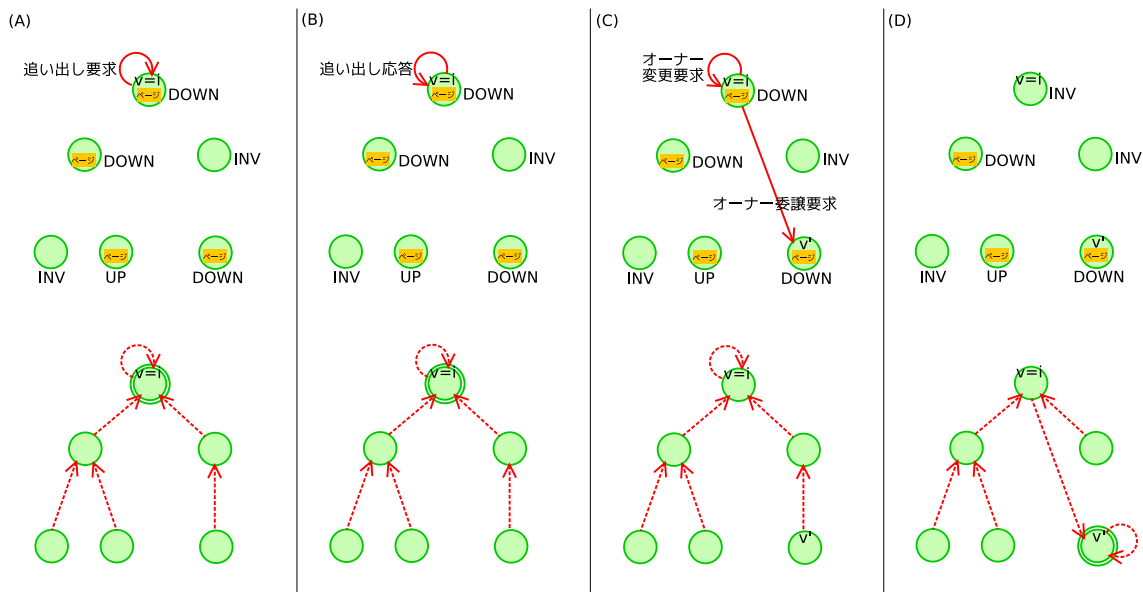 (A)
追い出し要求
v=i
ページ
DOWN
ページ
DOWN
INV
ページ
ページ
INV
UP
DOWN
v=i
(B)
追い出し応答
v=i
ページ
DOWN
ページ
DOWN
INV
ページ
ページ
INV
UP
DOWN
v=i
(C)
オーナー
変更要求
v=i
ページ
DOWN
ページ
DOWN
INV
オーナー委譲要求
v'
ページ
ページ
INV
UP
DOWN
v=i
v'
(D)
v=i
INV
ページ
DOWN
INV
v'
ページ
ページ
INV
UP
DOWN
v=i
v'